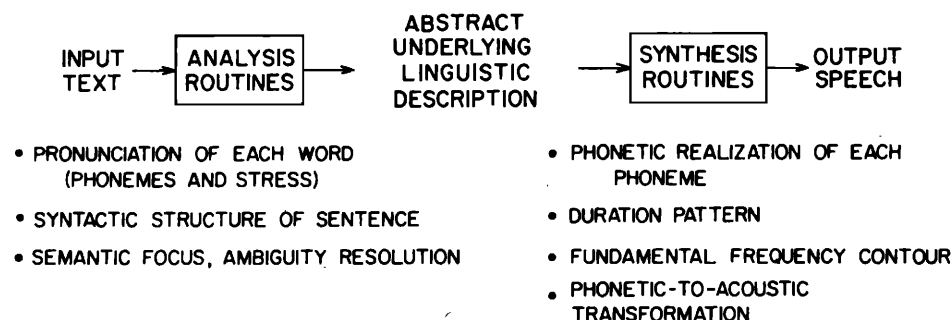 INPUT
TEXT
ANALYSIS
ROUTINES
ABSTRACT
UNDERLYING
LINGUISTIC
DESCRIPTION
SYNTHESIS
ROUTINES
OUTPUT
SPEECH
• PRONUNCIATION OF EACH WORD
(PHONEMES AND STRESS)
• SYNTACTIC STRUCTURE OF SENTENCE
• SEMANTIC FOCUS, AMBIGUITY RESOLUTION
• PHONETIC REALIZATION OF EACH
PHONEME
• DURATION PATTERN
• FUNDAMENTAL FREQUENCY CONTOUR
• PHONETIC-TO-ACOUSTIC
TRANSFORMATION